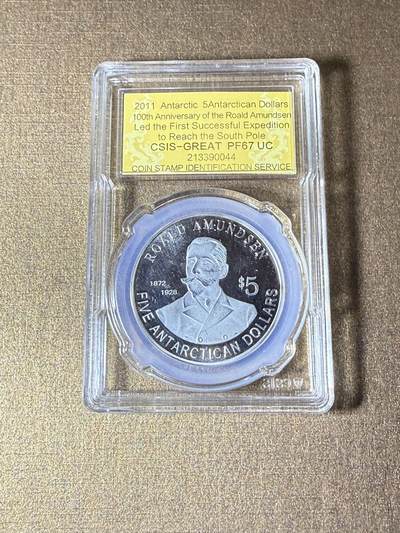 2011 Antarctic 5Antarctican Dollars
100th Anniversary of the Roald Amundsen
Led the First Successful Expedition
to Reach the South Pole
CSIS-GREAT PF67 UC
213390044
COIN STAMP IDENTIFICATION SERVICE
ROALD AMUNDSEN
$5
1872
1928
FIVE ANTARCTICAN DOLLARS